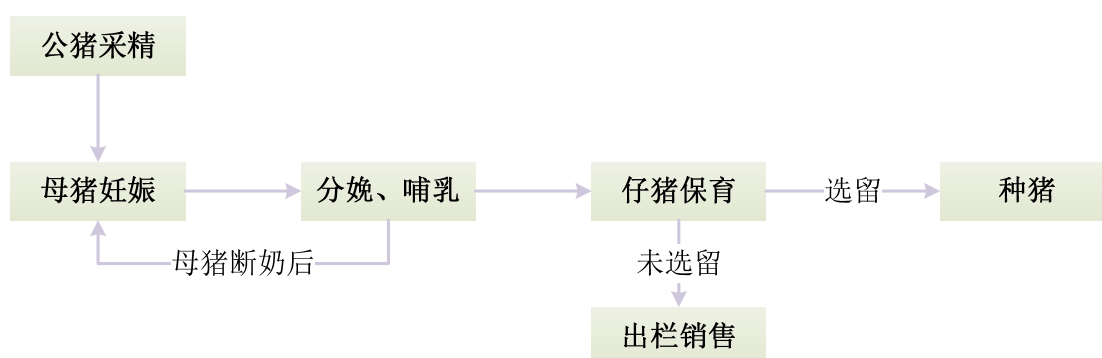 公猪采精
母猪妊娠
分娩、哺乳
仔猪保育
选留
种猪
母猪断奶后
未选留
出栏销售